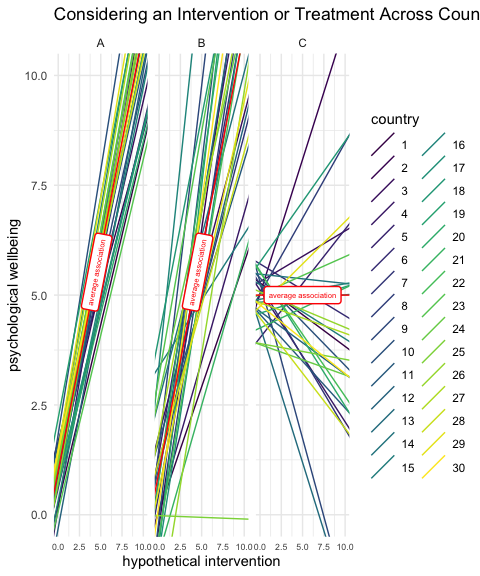 Considering an Intervention or Treatment Across Coun
A B C
10.0
7.5
5.0
2.5
0.0
psychological wellbeing
average association
average association
average association
0.0 2.5 5.0 7.5 10.0 0.0 2.5 5.0 7.5 10.0 0.0 2.5 5.0 7.5 10.0
hypothetical intervention
country
1 16
2 17
3 18
4 19
5 20
6 21
7 22
8 23
9 24
10 25
11 26
12 27
13 28
14 29
15 30